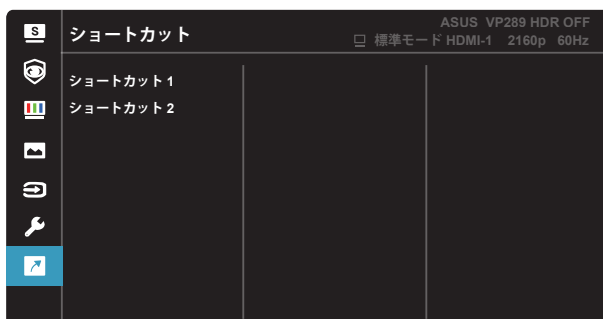 S
ショートカット
ASUS VP289 HDR OFF
標準モード HDMI-1 2160p 60Hz
ショートカット 1
ショートカット 2